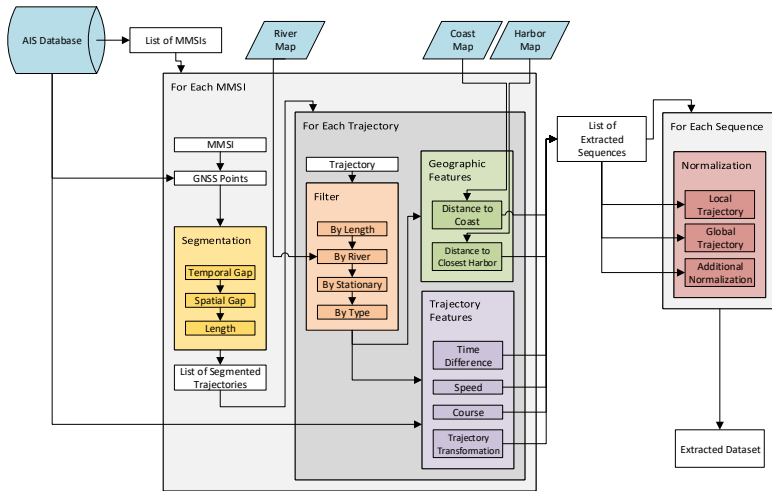 AIS Database
List of MMSIs
River
Map
Coast
Map
Harbor
Map
For Each MMSI
MMSI
GNSS Points
Segmentation
Temporal Gap
Spatial Gap
Length
List of Segmented
Trajectories
For Each Trajectory
Trajectory
Filter
By Length
By River
By Stationary
By Type
Geographic
Features
Distance to
Coast
Distance to
Closest Harbor
Trajectory
Features
Time
Difference
Speed
Course
Trajectory
Transformation
List of
Extracted
Sequences
For Each Sequence
Normalization
Local
Trajectory
Global
Trajectory
Additional
Normalization
Extracted Dataset